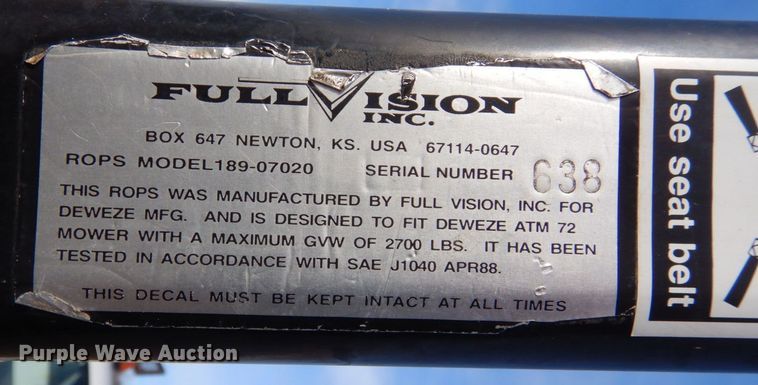 FULL VISION
INC.
BOX 647 NEWTON, KS. USA 67114-0647
ROPS MODEL189-07020 SERIAL NUMBER 638
THIS ROPS WAS MANUFACTURED BY FULL VISION, INC. FOR
DEWEZE MFG. AND IS DESIGNED TO FIT DEWEZE ATM 72
MOWER WITH A MAXIMUM GVW OF 2700 LBS. IT HAS BEEN
TESTED IN ACCORDANCE WITH SAE J1040 APR88.
THIS DECAL MUST BE KEPT INTACT AT ALL TIMES
Use seat belt
Purple Wave Auction